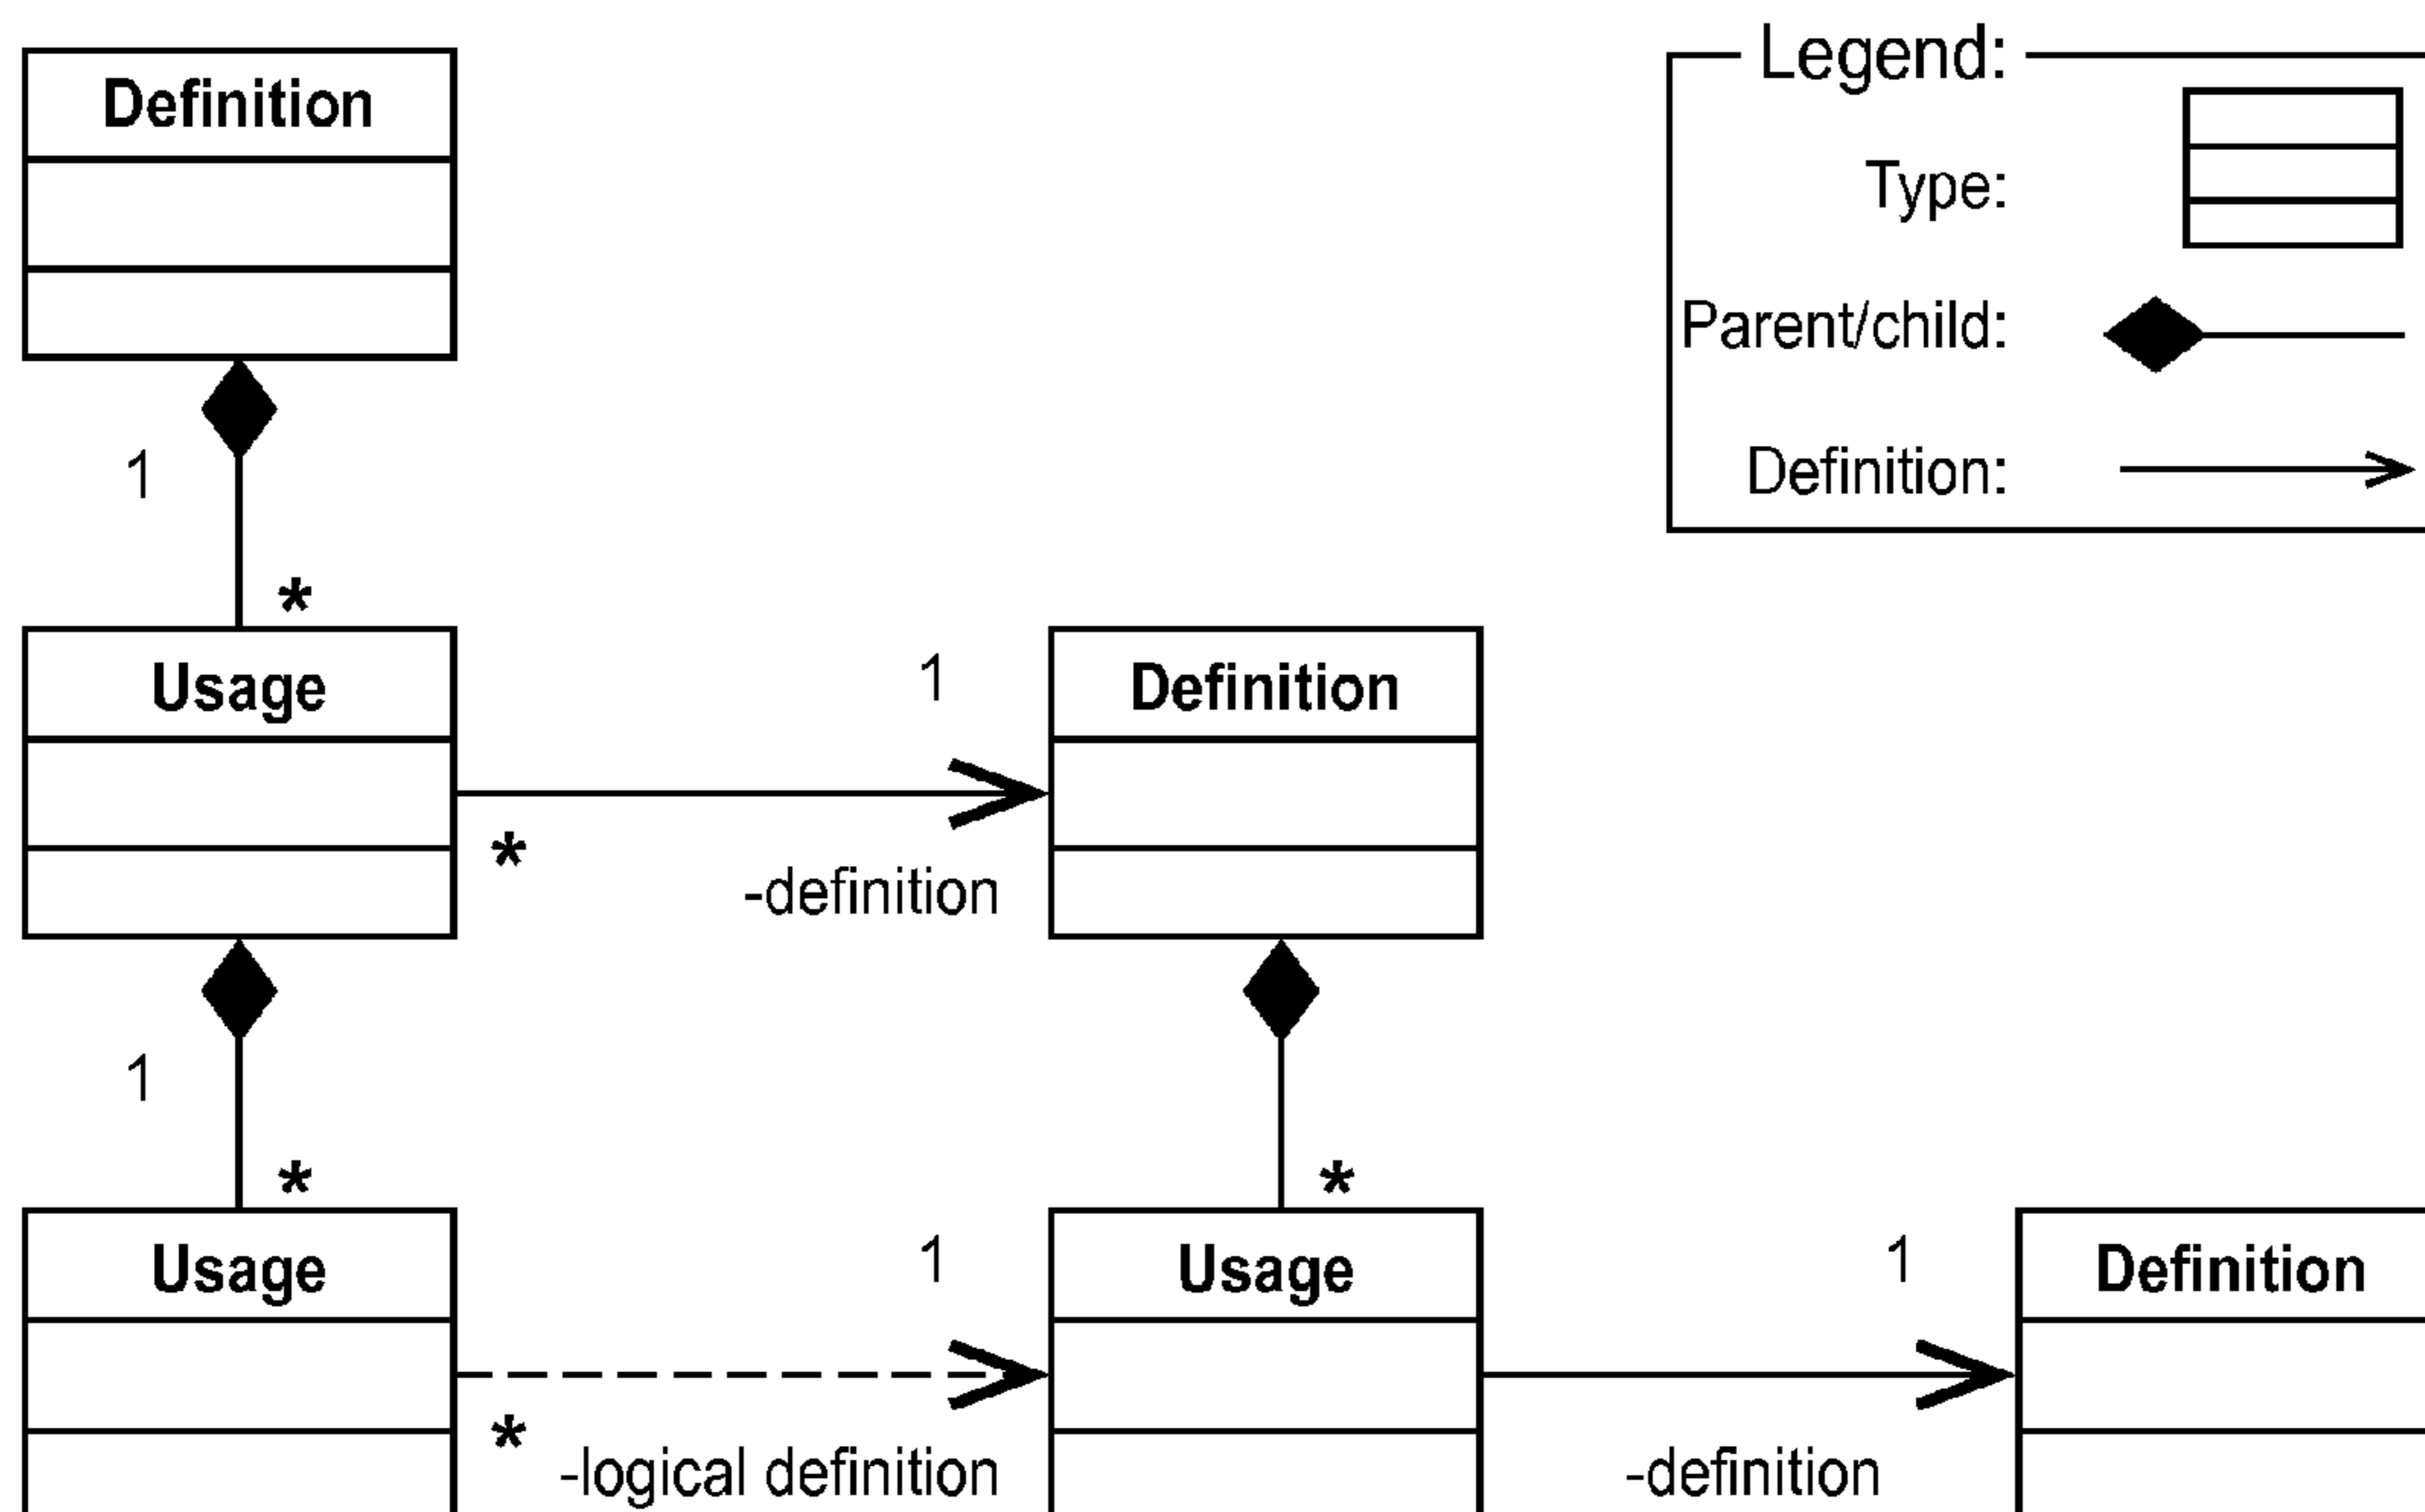 Definition
Legend:
Type:
Parent/child:
Definition:
1
*
Usage
1
Definition
*
-definition
1
*
*
Usage
1
Usage
1
Definition
*
-logical definition
-definition